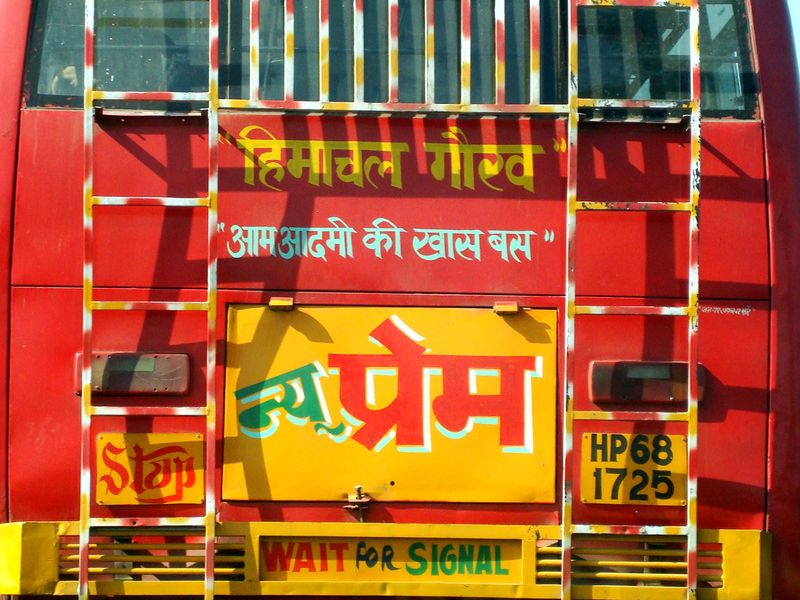 "हिमाचल गौरव"
"आमआदमी की खास बस"
न्यू प्रेम
Stop
HP68
1725
WAIT FOR SIGNAL